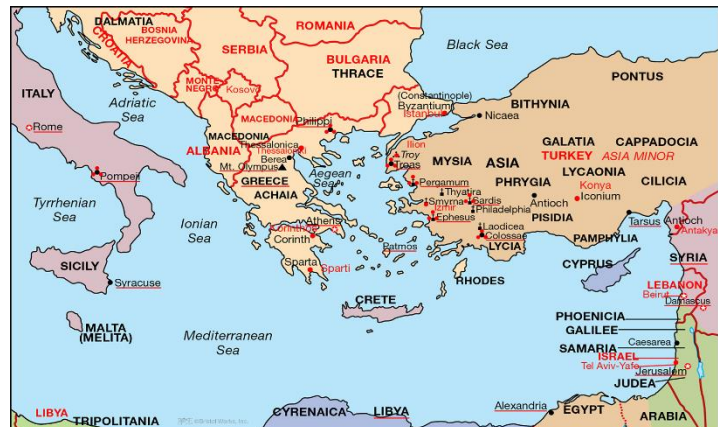 DALMATIA
BOSNIA
HERZEGOVINA
CROATIA
ROMANIA
SERBIA
BULGARIA
THRACE
Black Sea
PONTUS
ITALY
Adriatic
Sea
MONTE
NEGRO
Kosovo
(Constantinople)
Byzantium
Istanbul
BITHYNIA
Nicaea
Rome
MACEDONIA
Philippi
MACEDONIA
Thessalonica
Thessaloniki
ALBANIA
Berea
Mt. Olympus
GREECE
Aegean
Sea
ACHAIA
Ilion
Troy
Troas
MYSIA
ASIA
GALATIA
CAPPADOCIA
TURKEY
ASIA MINOR
LYCAONIA
Konya
Iconium
CILICIA
Pompeii
Tyrrhenian
Sea
Ionian
Sea
Pergamum
Thyatira
PHRYGIA
Smyrna
Sardis
Izmir
Philadelphia
Antioch
Ephesus
PISIDIA
Athens
Korinthos
Corinth
Laodicea
Colossae
Patmos
LYCIA
PAMPHYLIA
Tarsus
Antioch
Antakya
SICILY
Syracuse
Sparta
Sparti
RHODES
CYPRUS
SYRIA
MALTA
(MELITA)
CRETE
LEBANON
Beirut
Damascus
Mediterranean
Sea
PHOENICIA
GALILEE
SAMARIA
Caesarea
ISRAEL
Tel Aviv-Yafo
Jerusalem
JUDEA
LIBYA
TRIPOLITANIA
CYRENAICA
LIBYA
Alexandria
EGYPT
ARABIA